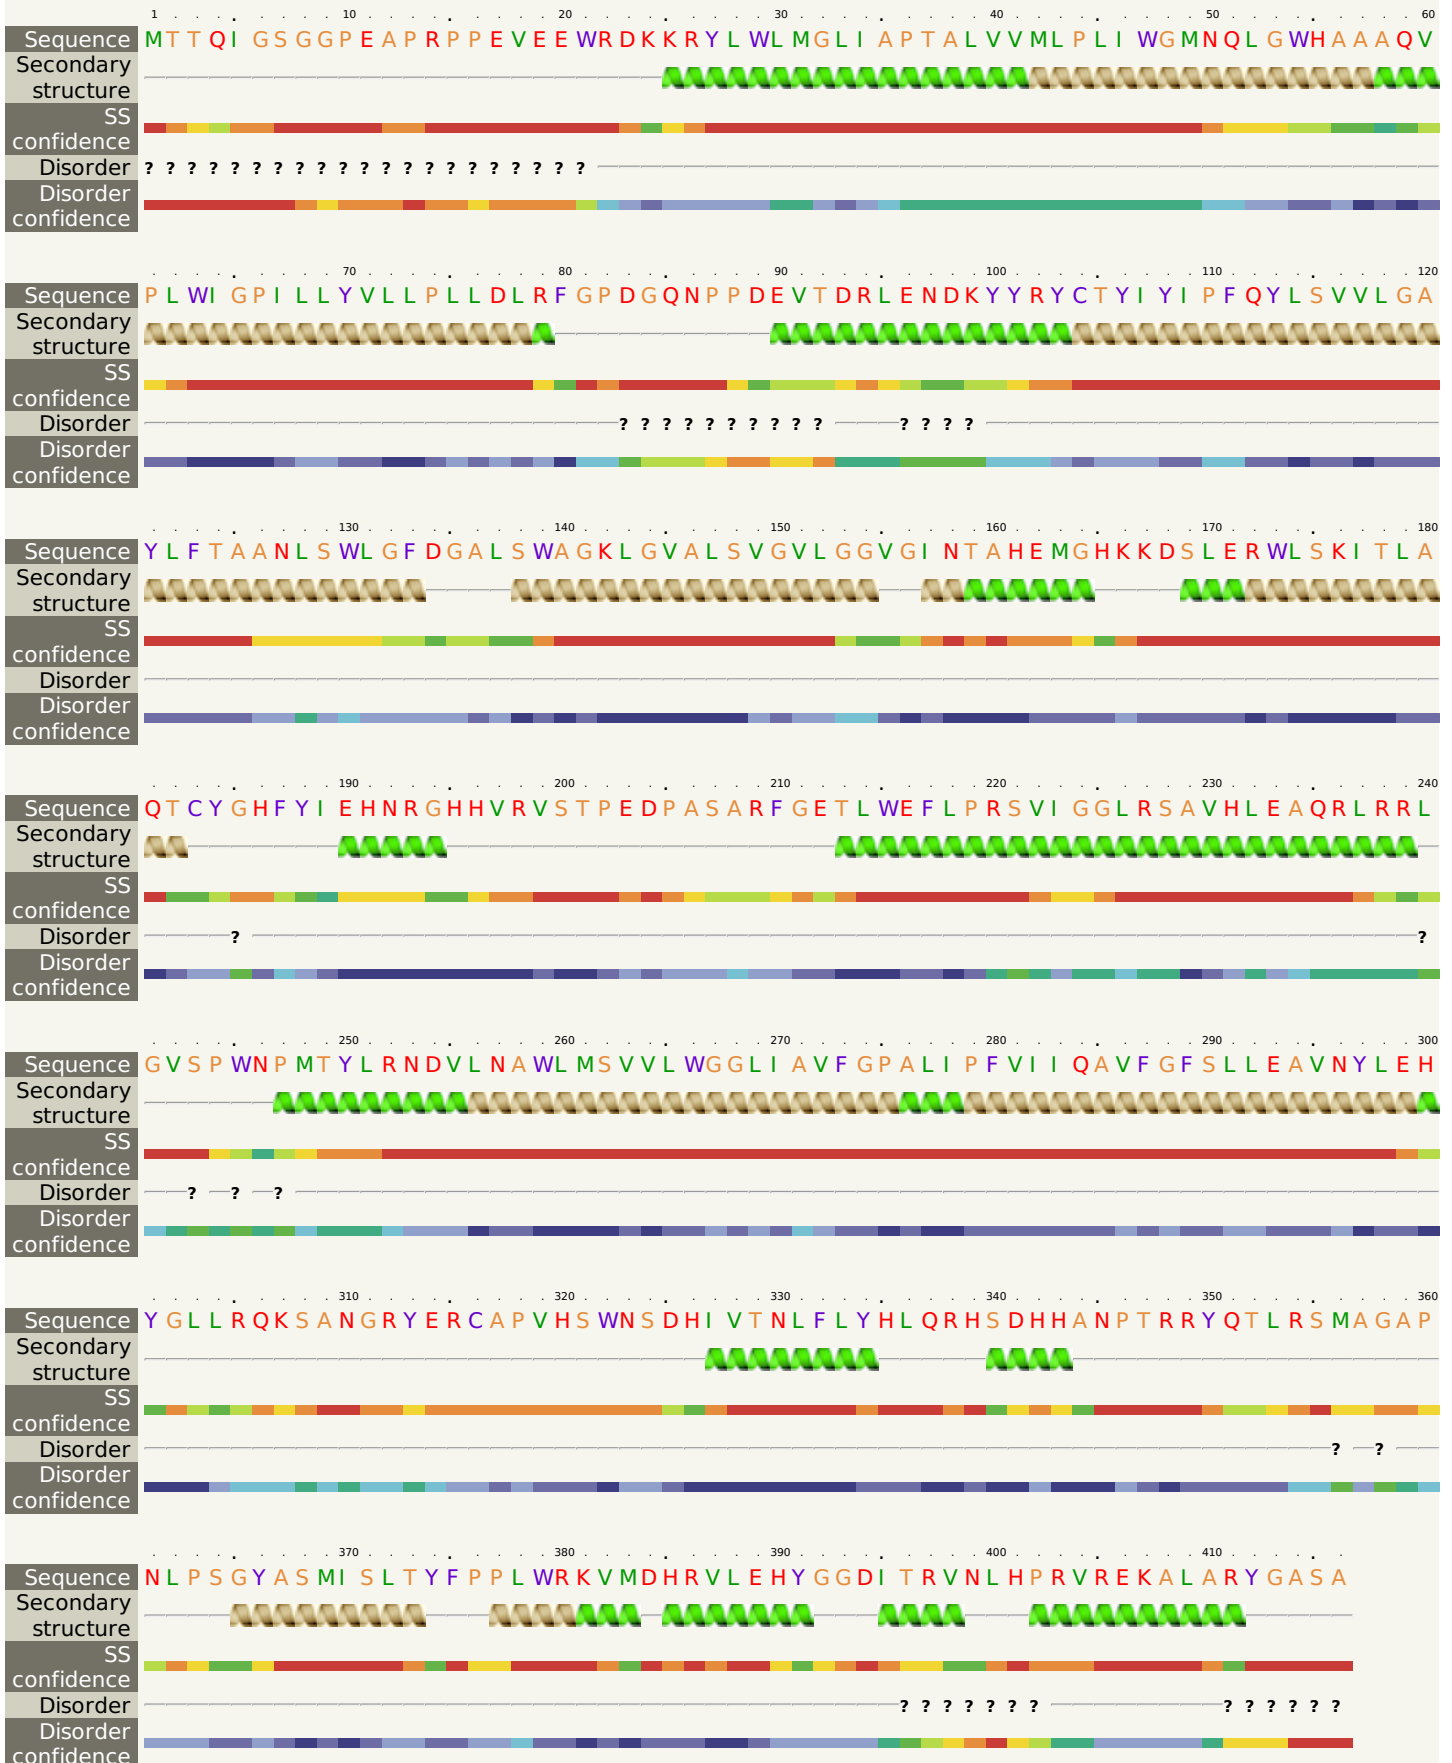 1 10 20 30 40 50 60
Sequence MTTQIGSGGPEAPRPPEVEEWRDKKRYLWLMGLIAPTALVVMLPLIWGMNQLGWHAAAQV
Secondary
structure
SS
confidence
Disorder ? ? ? ? ? ? ? ? ? ? ? ? ? ? ? ? ? ? ? ? ?
Disorder
confidence
70 80 90 100 110 120
Sequence PLWIGPILLYVLLPLLDLRFGPDGQNPPDEVTDRLENDKYYRYCTYIYIPFQYLSVVLGA
Secondary
structure
SS
confidence
Disorder ? ? ? ? ? ? ? ? ? ? ? ? ? ?
Disorder
confidence
130 140 150 160 170 180
Sequence YLFTAANLSWLGFDGALSWAGKLGVALSVGVLGGVGINTAHEMGHKKDSLERWLSKITLA
Secondary
structure
SS
confidence
Disorder
Disorder
confidence
190 200 210 220 230 240
Sequence QTCYGHFYIEHNRGHHVRVSTPEDPASARFGETLWEFLPRSVIGGLRSAVHLEAQRLRRL
Secondary
structure
SS
confidence
Disorder ? ?
Disorder
confidence
250 260 270 280 290 300
Sequence GVSPWNPMTYLRNDVLNAWLMSVVLWGGLIAVFGPALIPFVIIQAVFGFSLLEAVNYLEH
Secondary
structure
SS
confidence
Disorder ? ? ?
Disorder
confidence
310 320 330 340 350 360
Sequence YGLLRQKSANGRYERCAPVHSWNSDHIVTNLFLYHLQRHSDHHANPTRRYQTLRSMAGAP
Secondary
structure
SS
confidence
Disorder ? ?
Disorder
confidence
370 380 390 400 410
Sequence NLPSGYASMISLTYFPPLWRKVMDHRVLEHYGGDITRVNLHPRVREKALARYGASA
Secondary
structure
SS
confidence
Disorder ? ? ? ? ? ? ? ? ? ? ? ? ?
Disorder
confidence